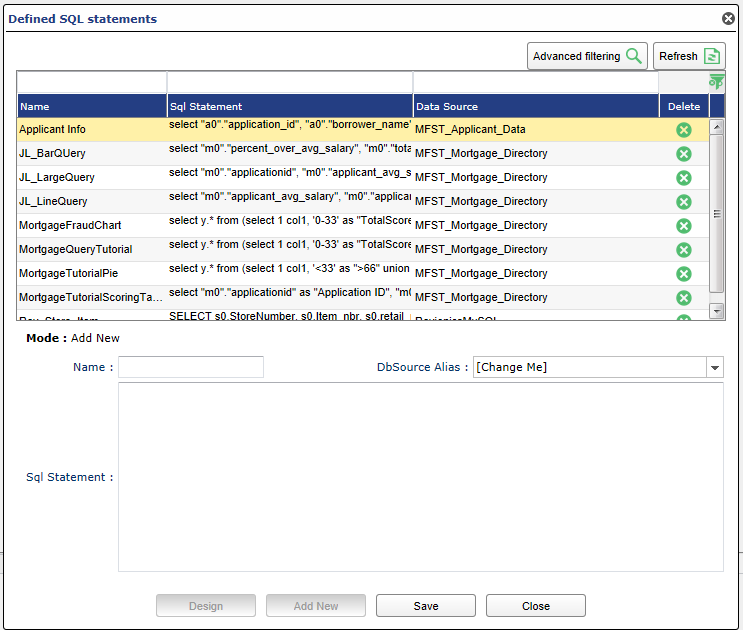 Defined SQL statements
Advanced filtering Refresh
Name Sql Statement Data Source Delete
Applicant Info select "a0"."application_id", "a0"."borrower_name" MFST_Applicant_Data
JL_BarQUery select "m0"."percent_over_avg_salary", "m0"."tota MFST_Mortgage_Directory
JL_LargeQuery select "m0"."applicationid", "m0"."applicant_avg_s MFST_Mortgage_Directory
JL_LineQuery select "m0"."applicant_avg_salary", "m0"."applican MFST_Mortgage_Directory
MortgageFraudChart select y.* from (select 1 col1, '0-33' as "TotalScore MFST_Mortgage_Directory
MortgageQueryTutorial select y.* from (select 1 col1, '0-33' as "TotalScore MFST_Mortgage_Directory
MortgageTutorialPie select y.* from (select 1 col1, '<33' as ">66" union MFST_Mortgage_Directory
MortgageTutorialScoringTa... select "m0"."applicationid" as "Application ID", "m0 MFST_Mortgage_Directory
SELECT s0.StoreNumber, s0.Item_nbr, s0.retail_
Mode : Add New
Name : DbSource Alias : [Change Me]
Sql Statement :
Design Add New Save Close